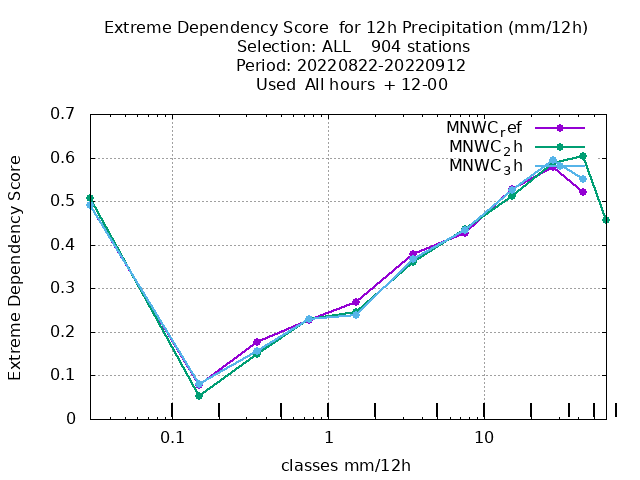 Extreme Dependency Score  for 12h Precipitation (mm/12h)
Selection: ALL    904 stations
Period: 20220822-20220912
Used  All hours  + 12-00
0.7
0.6
0.5
0.4
0.3
0.2
0.1
0
Extreme Dependency Score
MNWC_ref
MNWC_2h
MNWC_3h
0.1 1 10
classes mm/12h